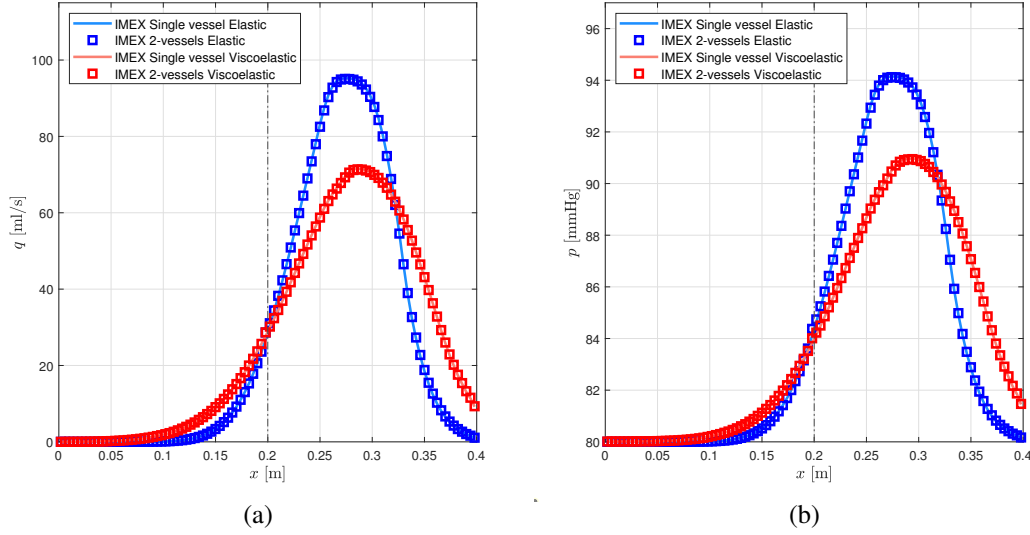 IMEX Single vessel Elastic
IMEX 2-vessels Elastic
IMEX Single vessel Viscoelastic
IMEX 2-vessels Viscoelastic
100
80
60
40
20
0
q [ml/s]
0 0.05 0.1 0.15 0.2 0.25 0.3 0.35 0.4
x [m]
(a)
IMEX Single vessel Elastic
IMEX 2-vessels Elastic
IMEX Single vessel Viscoelastic
IMEX 2-vessels Viscoelastic
96
94
92
90
88
86
84
82
80
p [mmHg]
0 0.05 0.1 0.15 0.2 0.25 0.3 0.35 0.4
x [m]
(b)